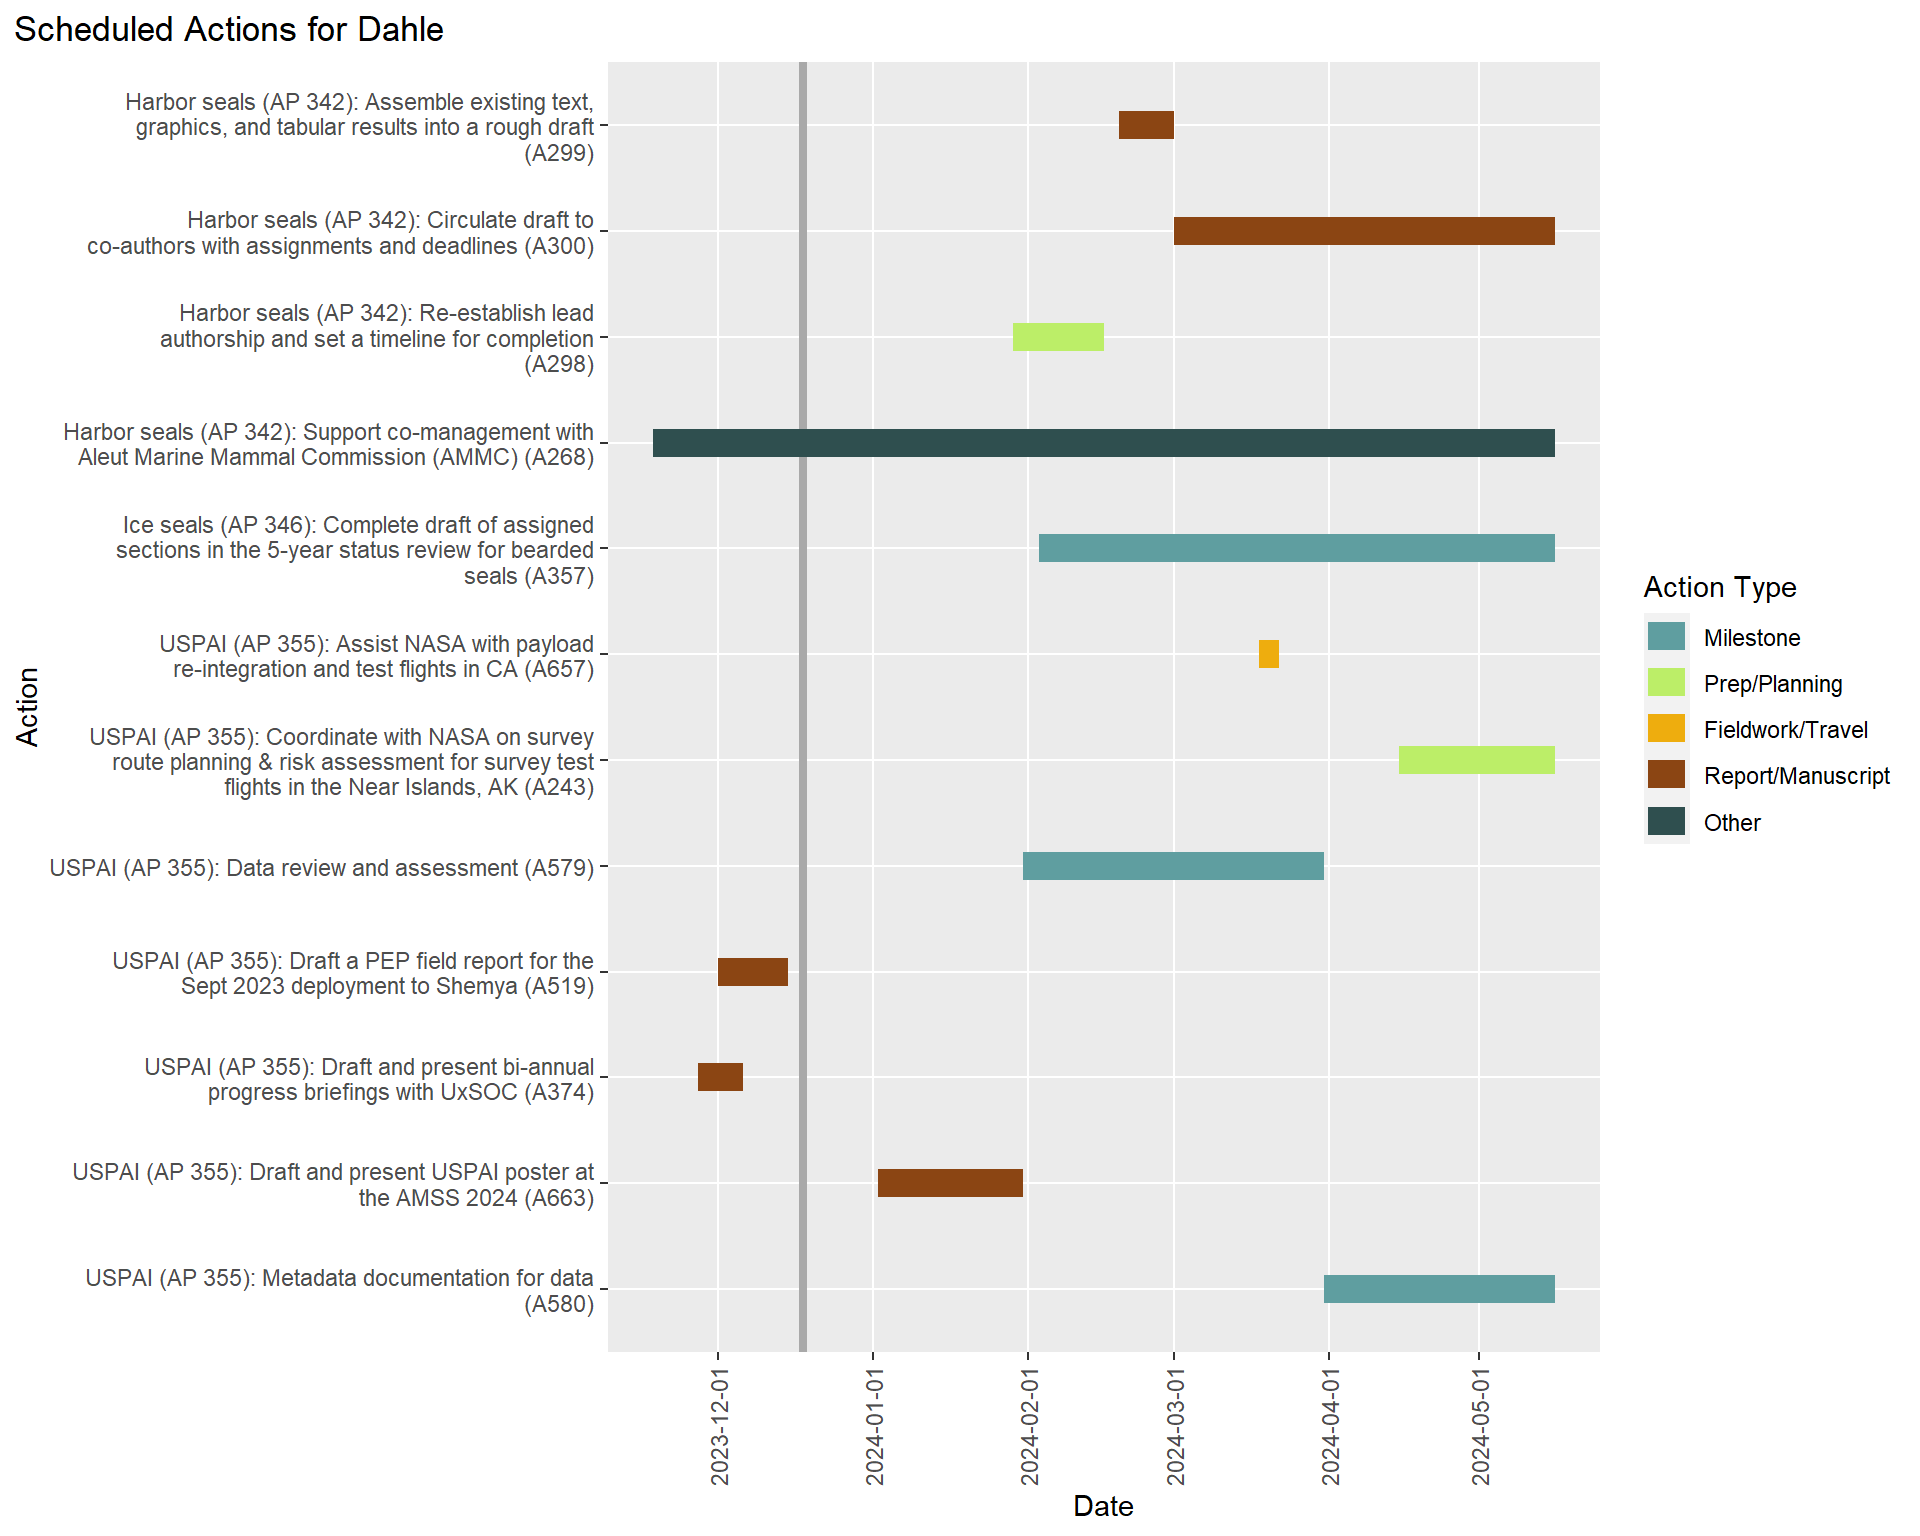 Scheduled Actions for Dahle
Harbor seals (AP 342): Assemble existing text,
graphics, and tabular results into a rough draft
(A299)
Harbor seals (AP 342): Circulate draft to
co-authors with assignments and deadlines (A300)
Harbor seals (AP 342): Re-establish lead
authorship and set a timeline for completion
(A298)
Harbor seals (AP 342): Support co-management with
Aleut Marine Mammal Commission (AMMC) (A268)
Ice seals (AP 346): Complete draft of assigned
sections in the 5-year status review for bearded
seals (A357)
USPAI (AP 355): Assist NASA with payload
re-integration and test flights in CA (A657)
USPAI (AP 355): Coordinate with NASA on survey
route planning & risk assessment for survey test
flights in the Near Islands, AK (A243)
USPAI (AP 355): Data review and assessment (A579)
USPAI (AP 355): Draft a PEP field report for the
Sept 2023 deployment to Shemya (A519)
USPAI (AP 355): Draft and present bi-annual
progress briefings with UxSOC (A374)
USPAI (AP 355): Draft and present USPAI poster at
the AMSS 2024 (A663)
USPAI (AP 355): Metadata documentation for data
(A580)
Action
2023-12-01
2024-01-01
2024-02-01
2024-03-01
2024-04-01
2024-05-01
Date
Action Type
Milestone
Prep/Planning
Fieldwork/Travel
Report/Manuscript
Other